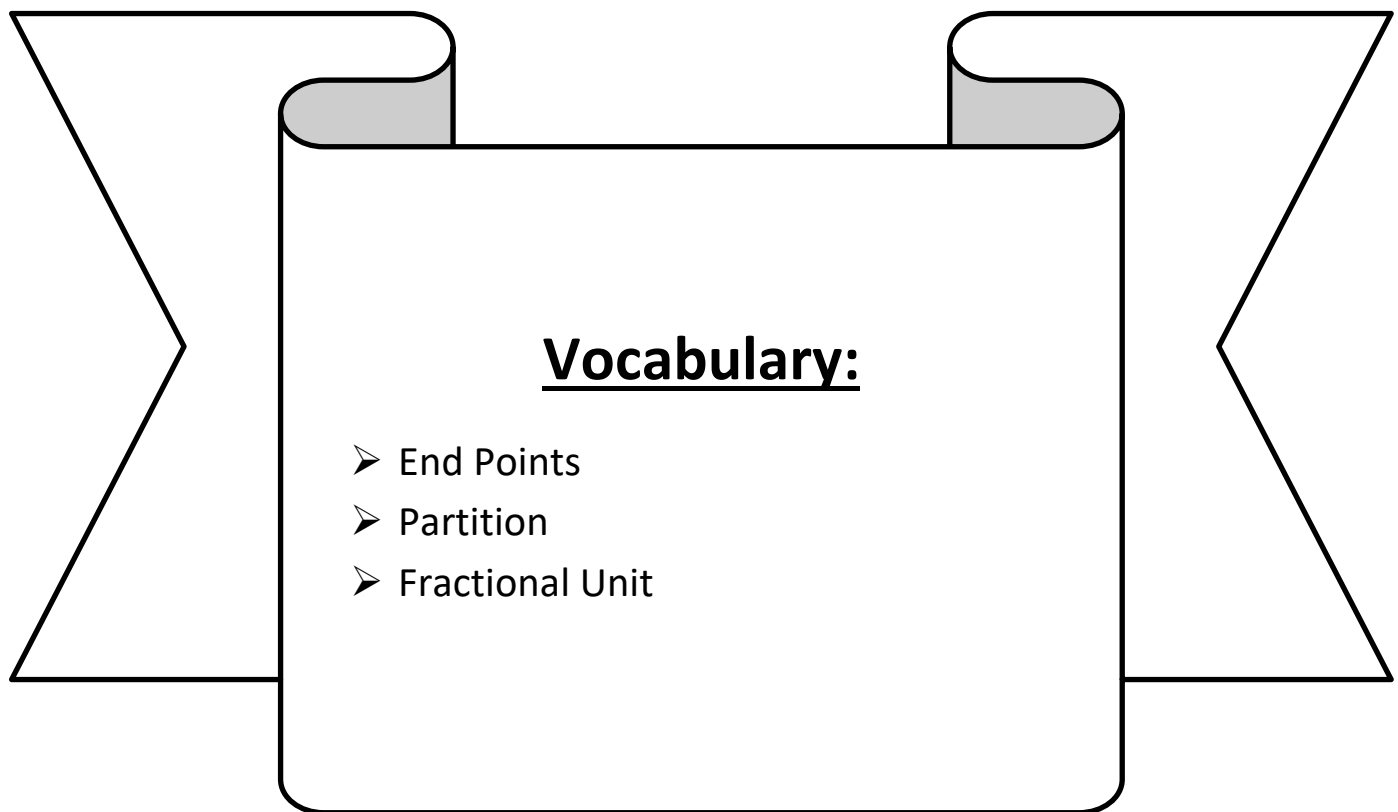 Vocabulary:
➢ End Points
➢ Partition
➢ Fractional Unit